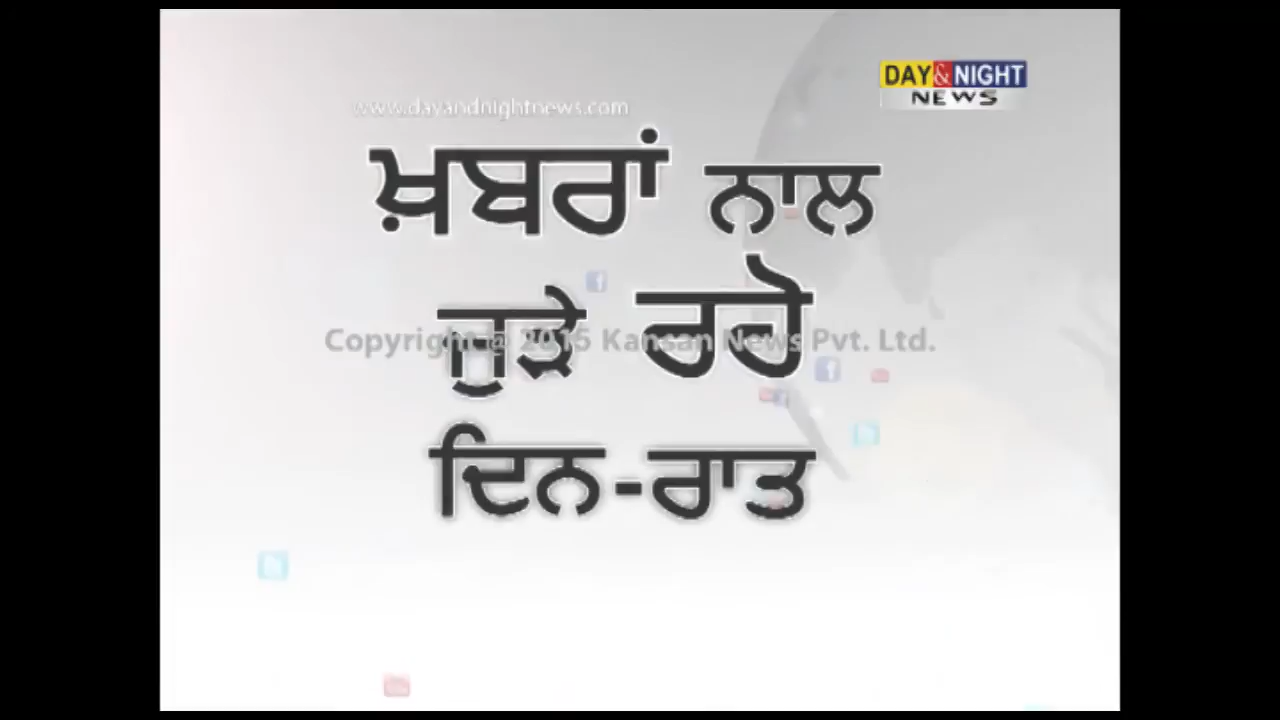 DAY&NIGHT
NEWS
www.dayandnightnews.com
ਖ਼ਬਰਾਂ ਨਾਲ
ਜੁੜੇ ਰਹੋ
Copyright @ 2015 Kansan News Pvt. Ltd.
ਦਿਨ-ਰਾਤ